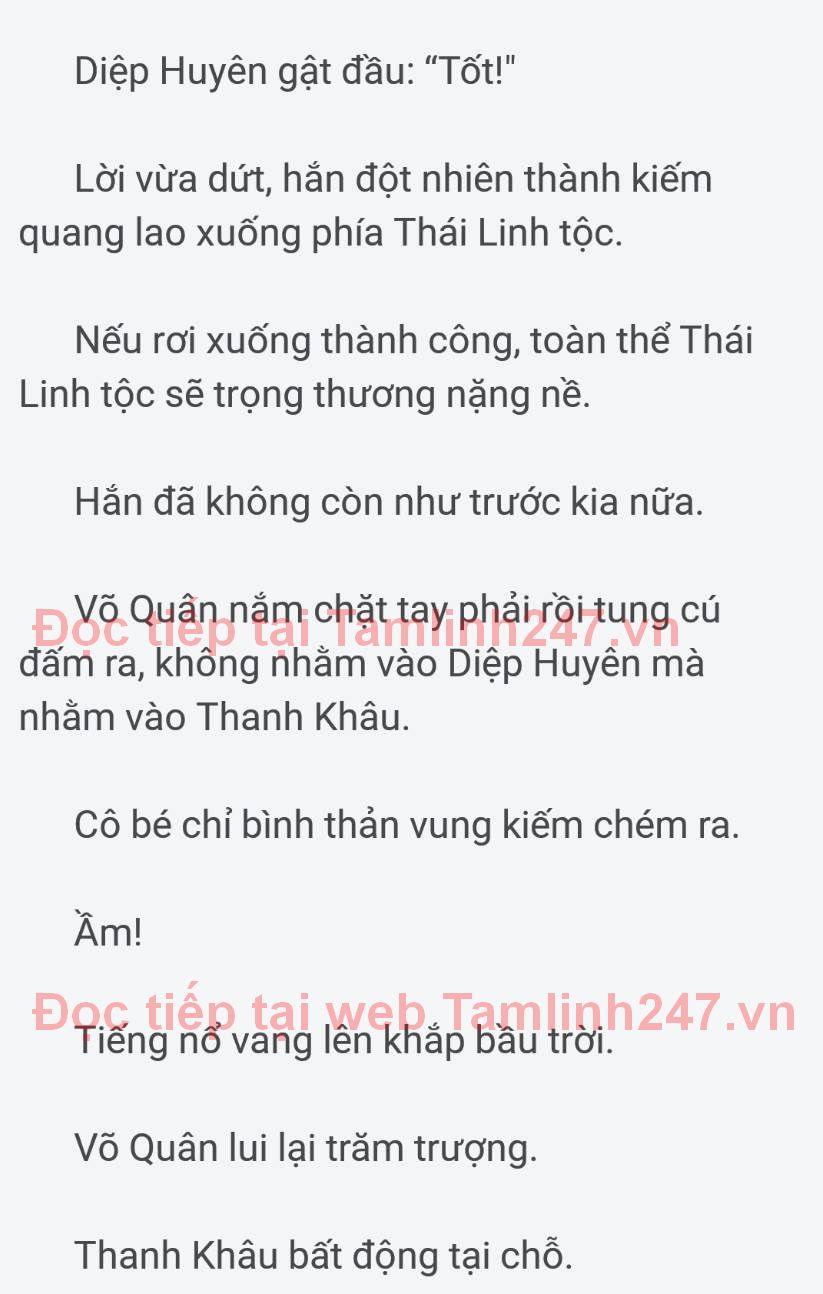 Diệp Huyên gật đầu: “Tốt!"
Lời vừa dứt, hắn đột nhiên thành kiếm
quang lao xuống phía Thái Linh tộc.
Nếu rơi xuống thành công, toàn thể Thái
Linh tộc sẽ trọng thương nặng nề.
Hắn đã không còn như trước kia nữa.
Võ Quân nắm chặt tay phải rồi tung cú
Đọc tiếp tại Tamlinh247.vn
đấm ra, không nhằm vào Diệp Huyên mà
nhằm vào Thanh Khâu.
Cô bé chỉ bình thản vung kiếm chém ra.
Ầm!
Đọc tiếp tại web Tamlinh247.vn
Tiếng nổ vang lên khắp bầu trời.
Võ Quân lui lại trăm trượng.
Thanh Khâu bất động tại chỗ.